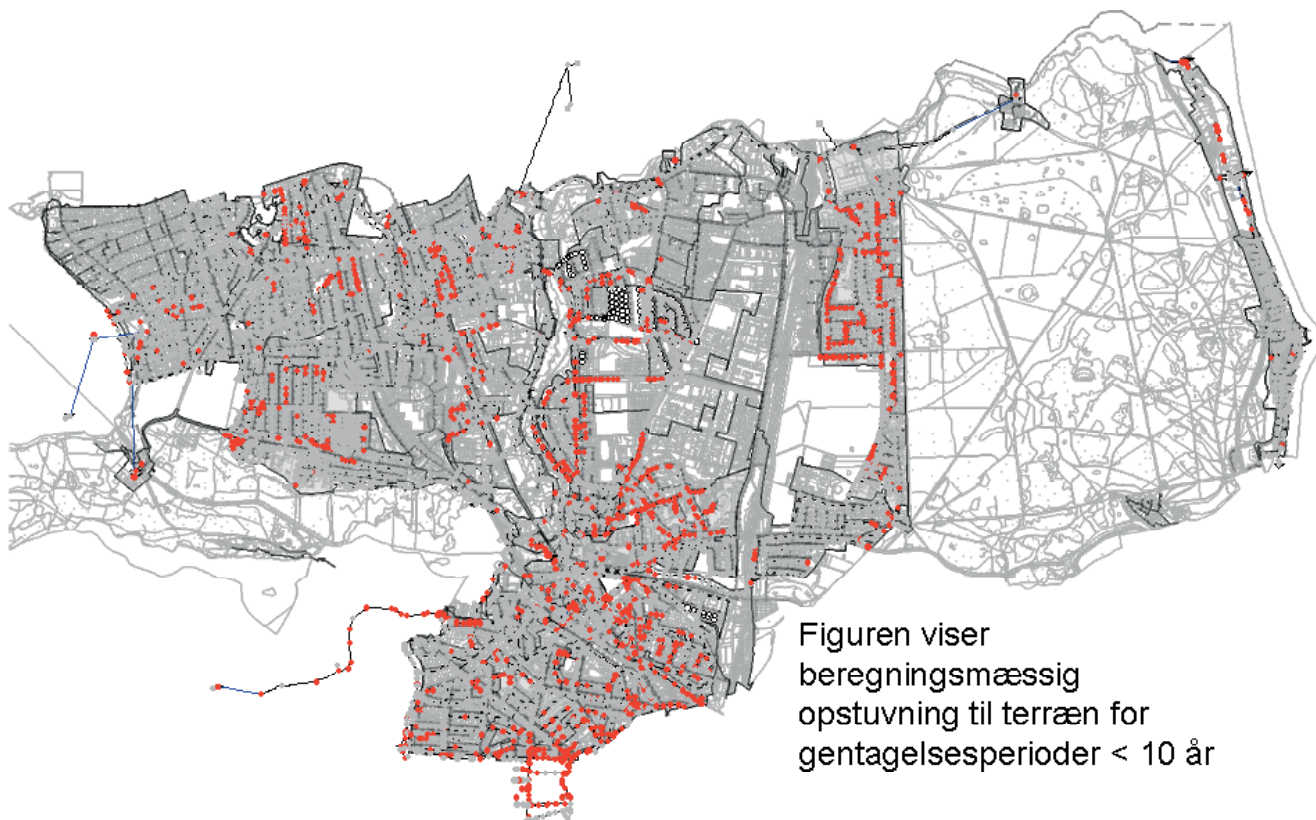 Figuren viser
beregningsmæssig
opstuvning til terræn for
gentagelsesperioder < 10 år